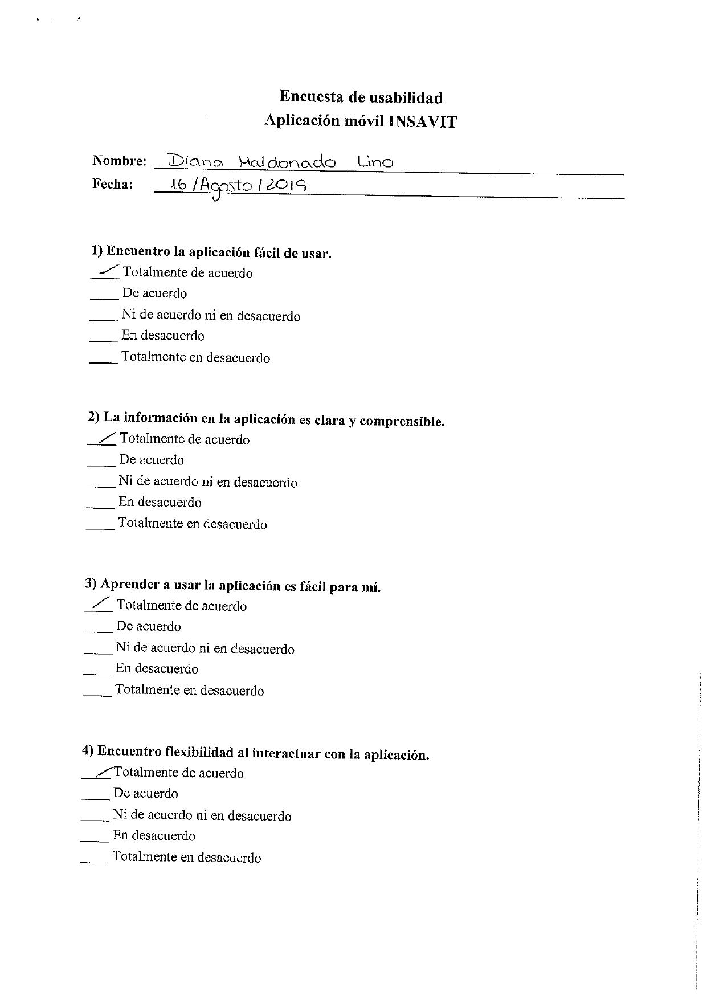 Encuesta de usabilidad
Aplicación móvil INSAVIT
Nombre: Diana Maldonado Lino
Fecha: 16 /Agosto / 2019
1) Encuentro la aplicación fácil de usar.
✓ Totalmente de acuerdo
____ De acuerdo
____ Ni de acuerdo ni en desacuerdo
____ En desacuerdo
____ Totalmente en desacuerdo
2) La información en la aplicación es clara y comprensible.
✓ Totalmente de acuerdo
____ De acuerdo
____ Ni de acuerdo ni en desacuerdo
____ En desacuerdo
____ Totalmente en desacuerdo
3) Aprender a usar la aplicación es fácil para mí.
✓ Totalmente de acuerdo
____ De acuerdo
____ Ni de acuerdo ni en desacuerdo
____ En desacuerdo
____ Totalmente en desacuerdo
4) Encuentro flexibilidad al interactuar con la aplicación.
✓ Totalmente de acuerdo
____ De acuerdo
____ Ni de acuerdo ni en desacuerdo
____ En desacuerdo
____ Totalmente en desacuerdo